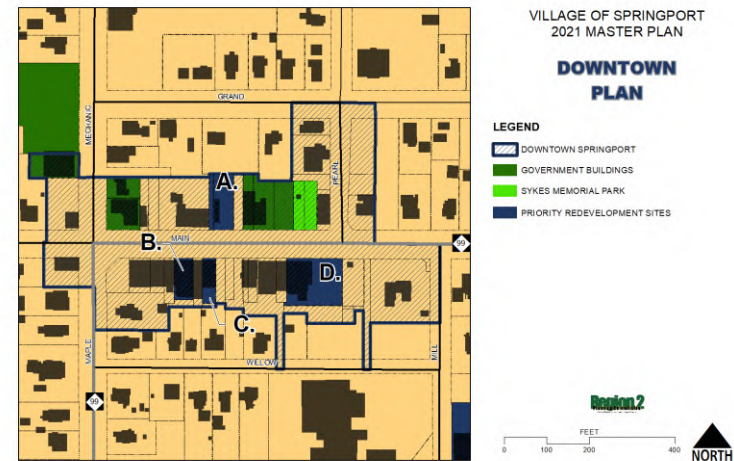 VILLAGE OF SPRINGPORT
2021 MASTER PLAN
DOWNTOWN
PLAN
LEGEND
DOWNTOWN SPRINGPORT
GOVERNMENT BUILDINGS
SYKES MEMORIAL PARK
PRIORITY REDEVELOPMENT SITES
GRAND
MECHANIC
PEARL
A.
B.
MAIN
99
D.
C.
MAPLE
WILLOW
MILL
99
Region 2
FEET
0 100 200 400
NORTH